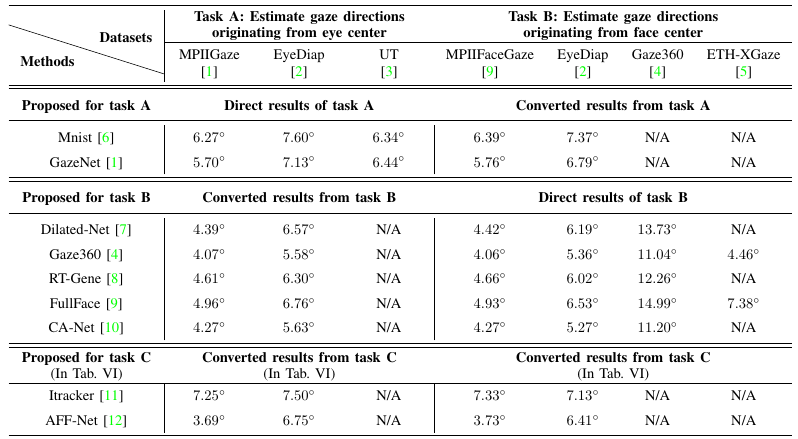 Datasets
Methods
Task A: Estimate gaze directions originating from eye center
Task B: Estimate gaze directions originating from face center
MPIIGaze [1] EyeDiap [2] UT [3] MPIIFaceGaze [9] EyeDiap [2] Gaze360 [4] ETH-XGaze [5]
Proposed for task A Direct results of task A Converted results from task A
Mnist [6] 6.27° 7.60° 6.34° 6.39° 7.37° N/A N/A
GazeNet [1] 5.70° 7.13° 6.44° 5.76° 6.79° N/A N/A
Proposed for task B Converted results from task B Direct results of task B
Dilated-Net [7] 4.39° 6.57° N/A 4.42° 6.19° 13.73° N/A
Gaze360 [4] 4.07° 5.58° N/A 4.06° 5.36° 11.04° 4.46°
RT-Gene [8] 4.61° 6.30° N/A 4.66° 6.02° 12.26° N/A
FullFace [9] 4.96° 6.76° N/A 4.93° 6.53° 14.99° 7.38°
CA-Net [10] 4.27° 5.63° N/A 4.27° 5.27° 11.20° N/A
Proposed for task C Converted results from task C Converted results from task C
(In Tab. VI) (In Tab. VI) (In Tab. VI)
Itracker [11] 7.25° 7.50° N/A 7.33° 7.13° N/A N/A
AFF-Net [12] 3.69° 6.75° N/A 3.73° 6.41° N/A N/A